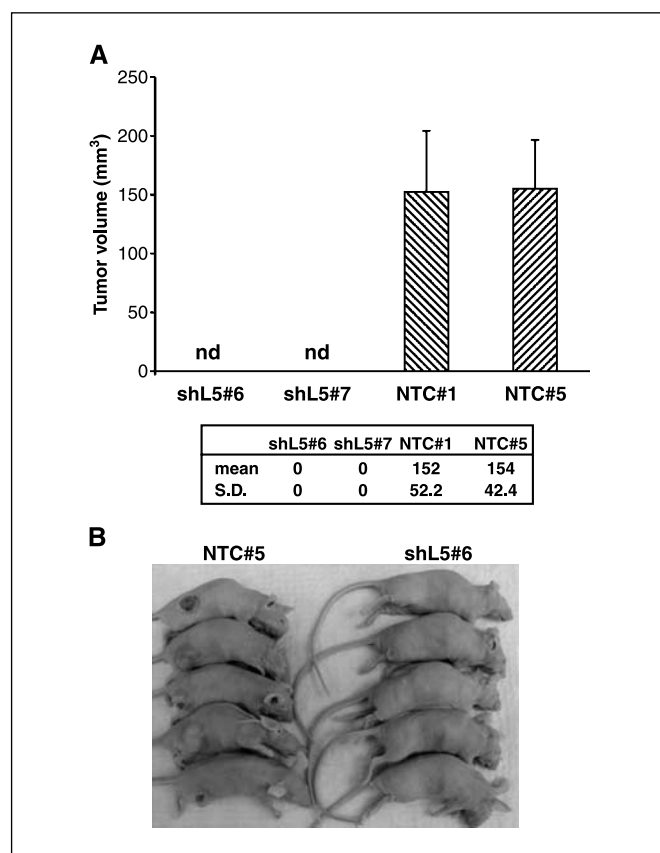 A
250
200
150
100
50
0
Tumor volume (mm³)
nd nd
shL5#6 shL5#7 NTC#1 NTC#5
shL5#6 shL5#7 NTC#1 NTC#5
mean 0 0 152 154
S.D. 0 0 52.2 42.4
B
NTC#5 shL5#6